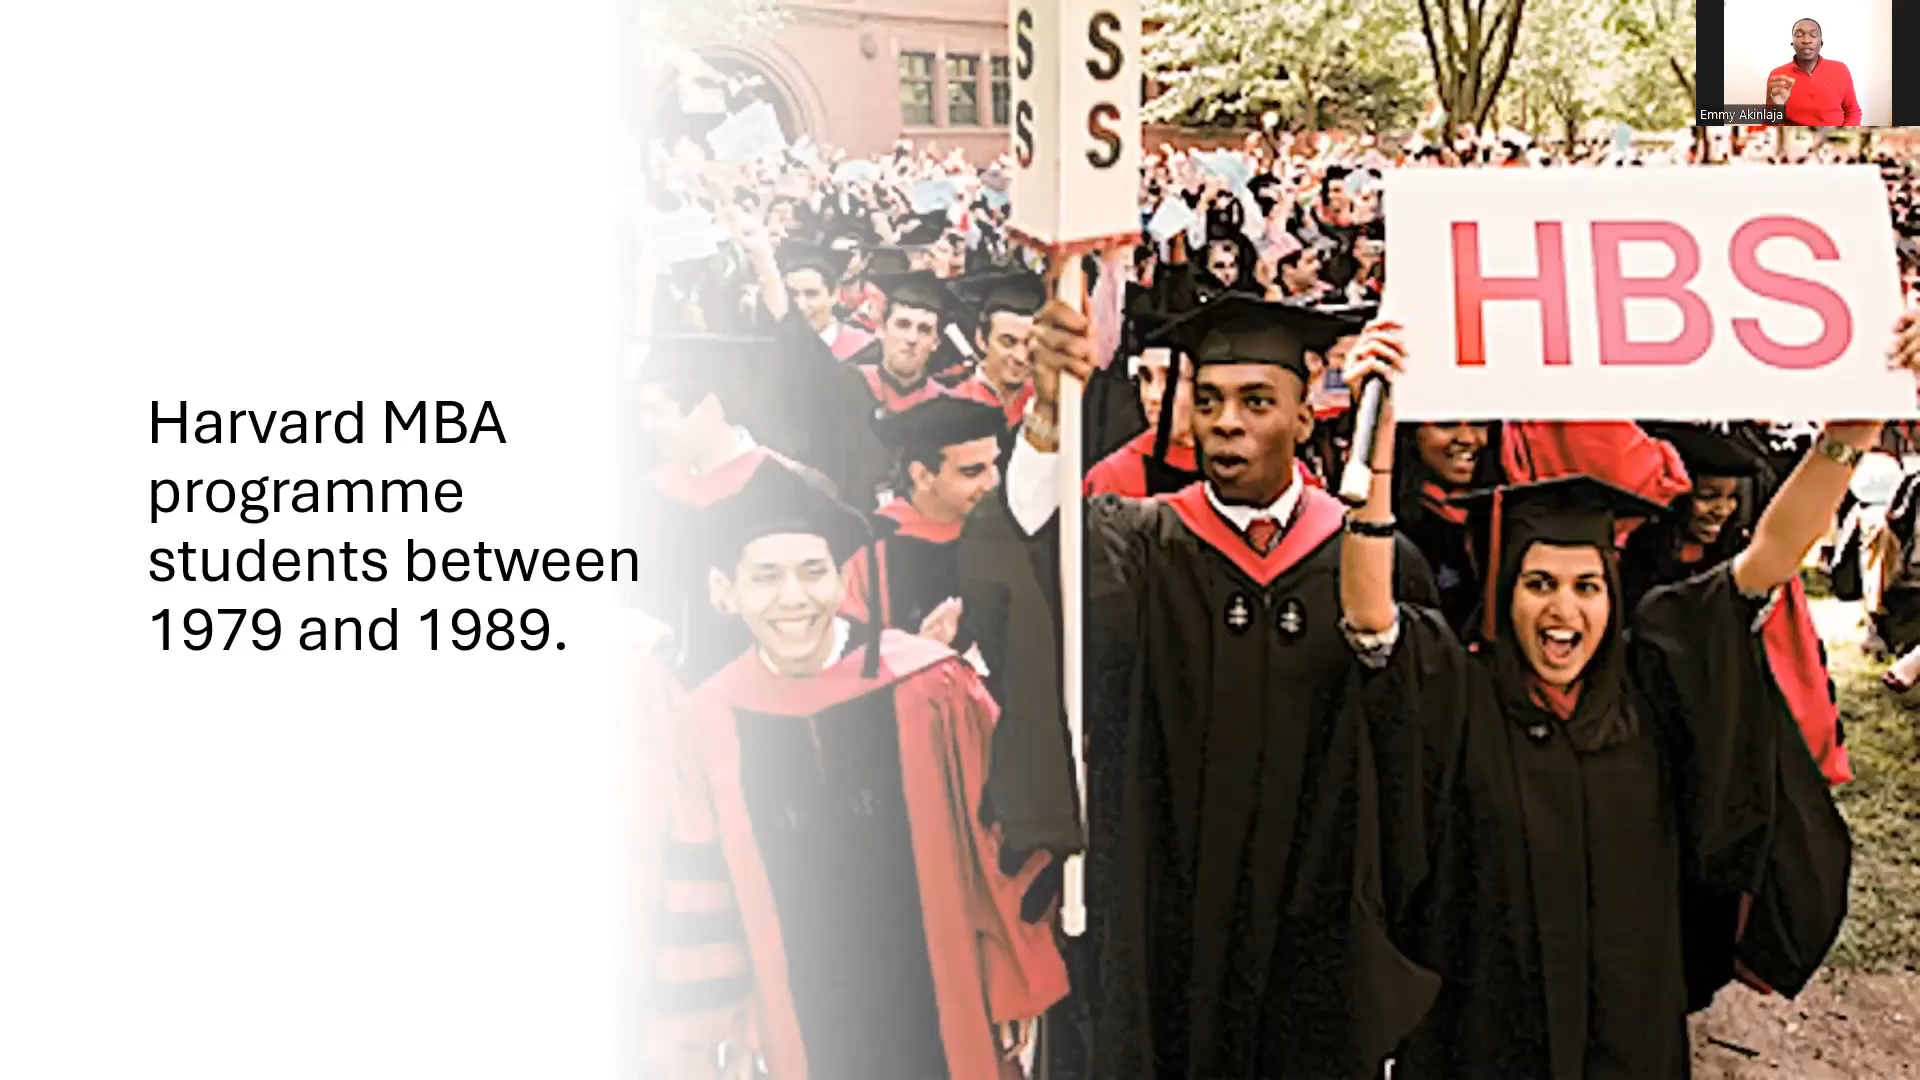 Harvard MBA
programme
students between
1979 and 1989.
S S
S S
HBS
Emmy Akinlaja